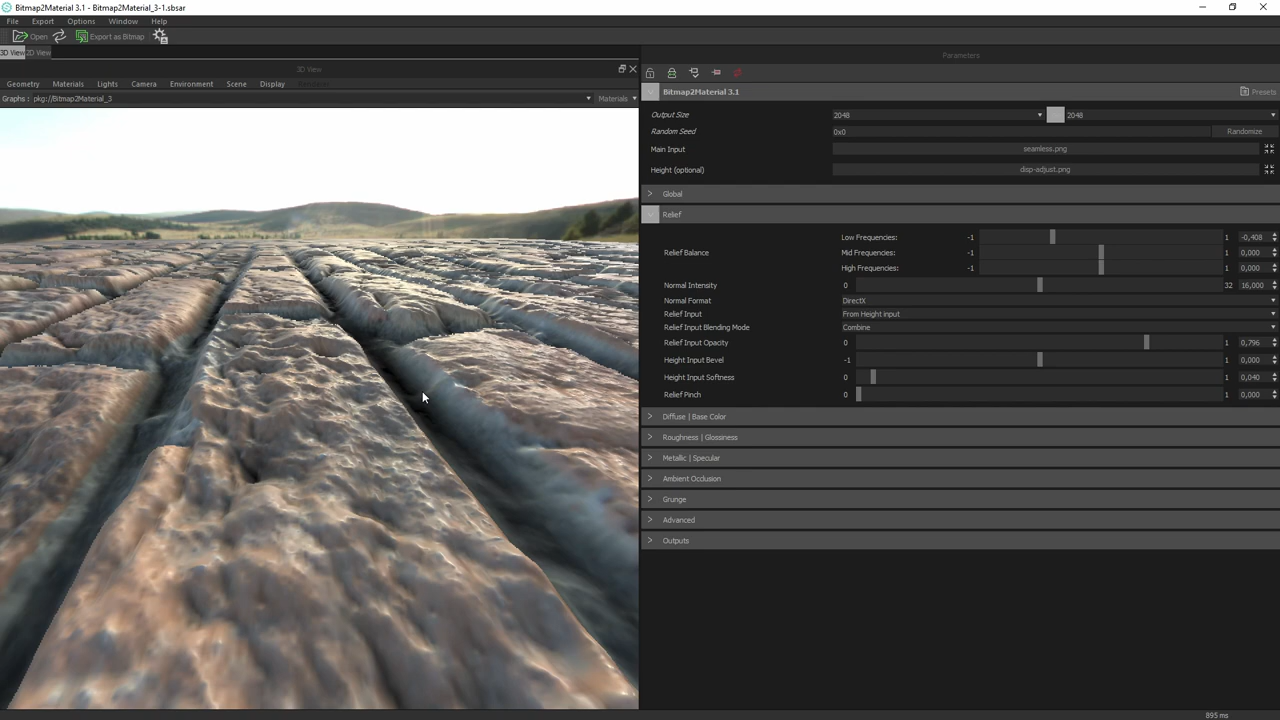 Bitmap2Material 3.1 - Bitmap2Material_3-1.sbsar
File Export Options Window Help
Open Export as Bitmap
3D View 2D View
3D View
Parameters
Geometry Materials Lights Camera Environment Scene Display
Graphs : pkg://Bitmap2Material_3 Materials
Bitmap2Material 3.1 Presets
Output Size 2048 2048
Random Seed 0x0 Randomize
Main Input seamless.png
Height (optional) disp-adjust.png
Global
Relief
Relief Balance
Low Frequencies: -1 1 -0,408
Mid Frequencies: -1 1 0,000
High Frequencies: -1 1 0,000
Normal Intensity 0 32 16,000
Normal Format DirectX
Relief Input From Height input
Relief Input Blending Mode Combine
Relief Input Opacity 0 1 0,796
Height Input Bevel -1 1 0,000
Height Input Softness 0 1 0,040
Relief Pinch 0 1 0,000
Diffuse | Base Color
Roughness | Glossiness
Metallic | Specular
Ambient Occlusion
Grunge
Advanced
Outputs
895 ms